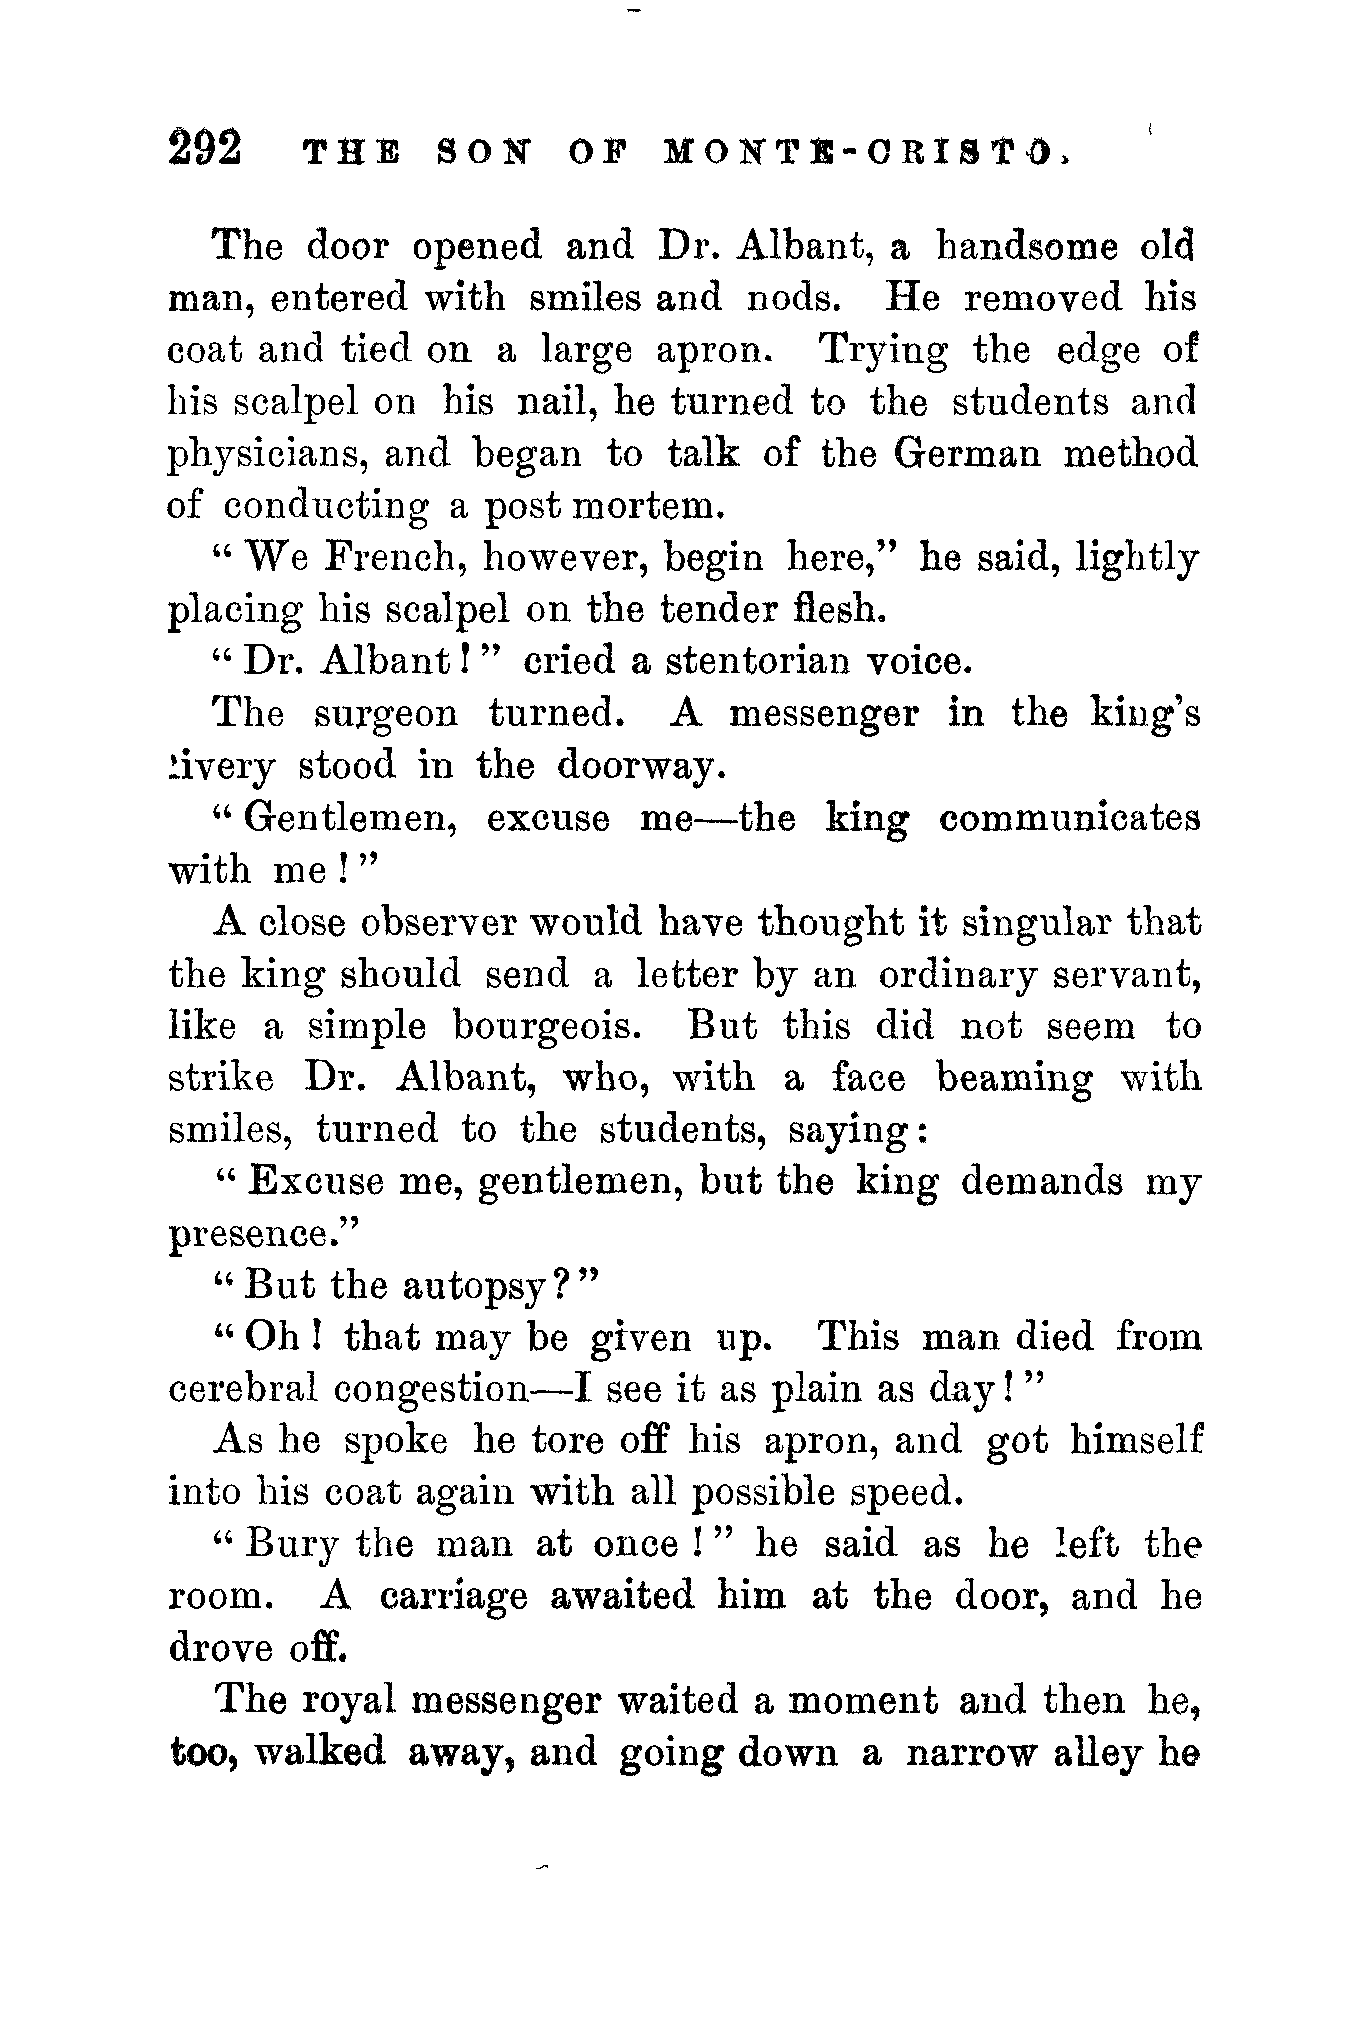 292 THE SON OF MONTE-CRISTO.
The door opened and Dr. Albant, a handsome old
man, entered with smiles and nods. He removed his
coat and tied on a large apron. Trying the edge of
his scalpel on his nail, he turned to the students and
physicians, and began to talk of the German method
of conducting a post mortem.
“ We French, however, begin here,” he said, lightly
placing his scalpel on the tender flesh.
“ Dr. Albant ! ” cried a stentorian voice.
The surgeon turned. A messenger in the king’s
livery stood in the doorway.
“ Gentlemen, excuse me—the king communicates
with me ! ”
A close observer would have thought it singular that
the king should send a letter by an ordinary servant,
like a simple bourgeois. But this did not seem to
strike Dr. Albant, who, with a face beaming with
smiles, turned to the students, saying :
“ Excuse me, gentlemen, but the king demands my
presence.”
“ But the autopsy ? ”
“ Oh ! that may be given up. This man died from
cerebral congestion—I see it as plain as day ! ”
As he spoke he tore off his apron, and got himself
into his coat again with all possible speed.
“ Bury the man at once ! ” he said as he left the
room. A carriage awaited him at the door, and he
drove off.
The royal messenger waited a moment and then he,
too, walked away, and going down a narrow alley he